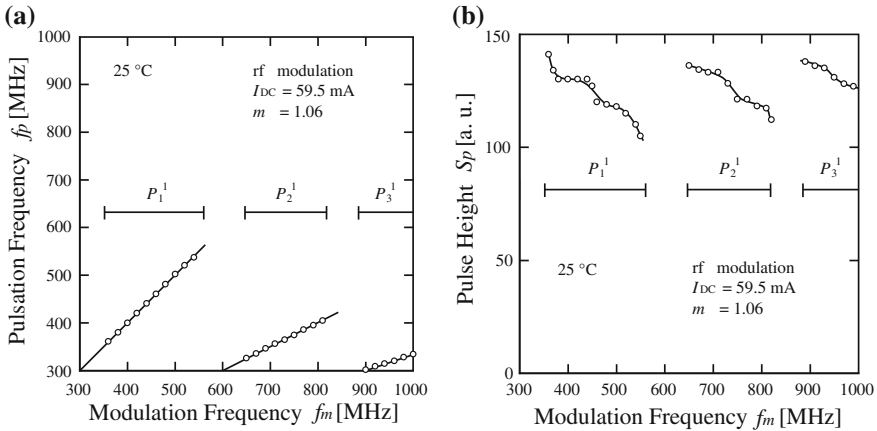 (a)
1000
900
800
700
600
500
400
300
Pulsation Frequency fp [MHz]
25 °C
rf modulation
IDC = 59.5 mA
m = 1.06
P₁¹
P₂¹
P₃¹
300 400 500 600 700 800 900 1000
Modulation Frequency fm [MHz]
(b)
150
100
50
0
Pulse Height Sp [a. u.]
P₁¹
P₂¹
P₃¹
25 °C
rf modulation
IDC = 59.5 mA
m = 1.06
300 400 500 600 700 800 900 1000
Modulation Frequency fm [MHz]